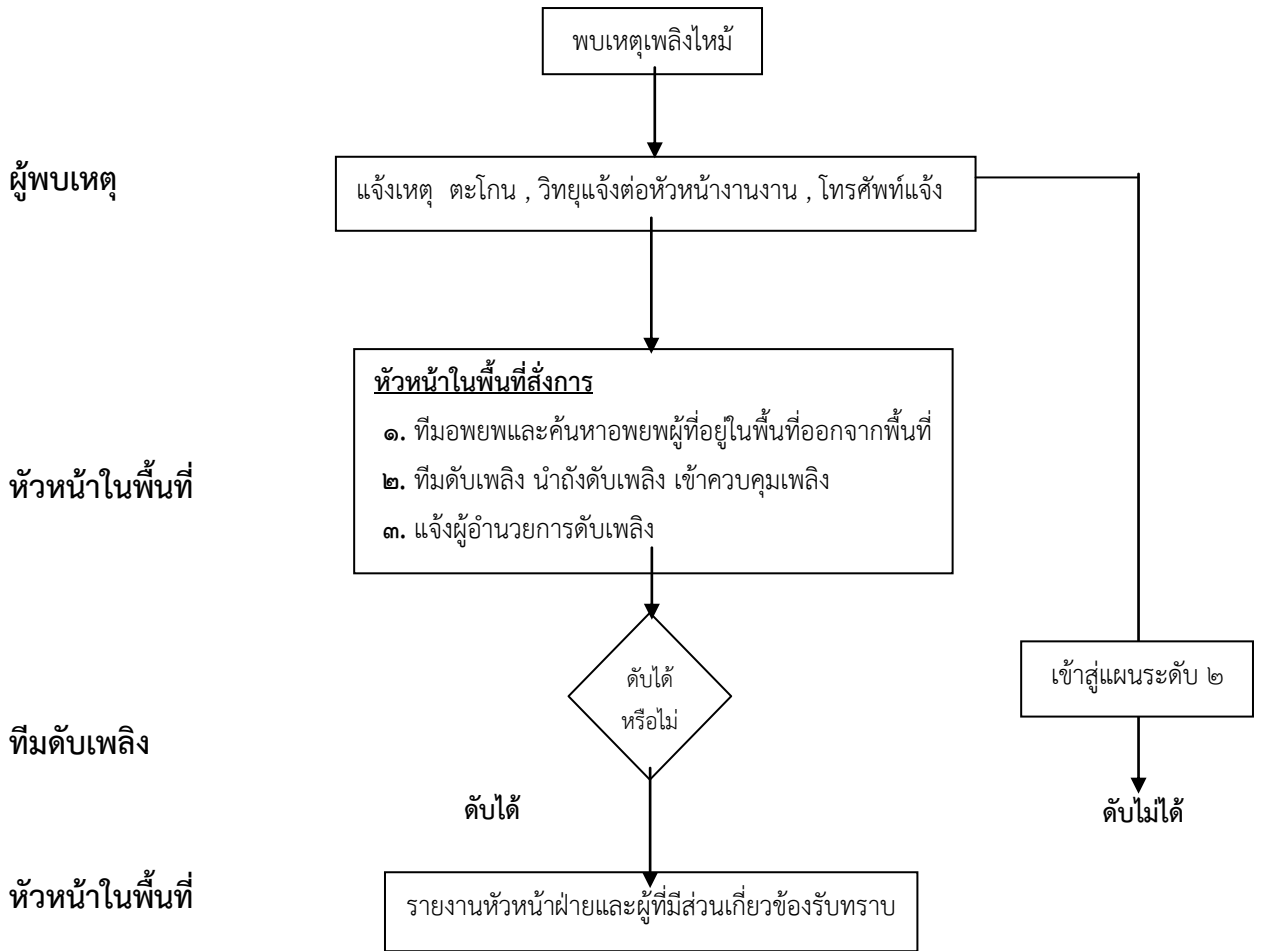 พบเหตุเพลิงไหม้
ผู้พบเหตุ
แจ้งเหตุ ตะโกน , วิทยุแจ้งต่อหัวหน้างานงาน , โทรศัพท์แจ้ง
หัวหน้าในพื้นที่สั่งการ
๑. ทีมอพยพและค้นหาอพยพผู้ที่อยู่ในพื้นที่ออกจากพื้นที่
หัวหน้าในพื้นที่
๒. ทีมดับเพลิง นำถังดับเพลิง เข้าควบคุมเพลิง
๓. แจ้งผู้อำนวยการดับเพลิง
ดับได้
หรือไม่
เข้าสู่แผนระดับ ๒
ทีมดับเพลิง
ดับได้
ดับไม่ได้
หัวหน้าในพื้นที่
รายงานหัวหน้าฝ่ายและผู้ที่มีส่วนเกี่ยวข้องรับทราบ